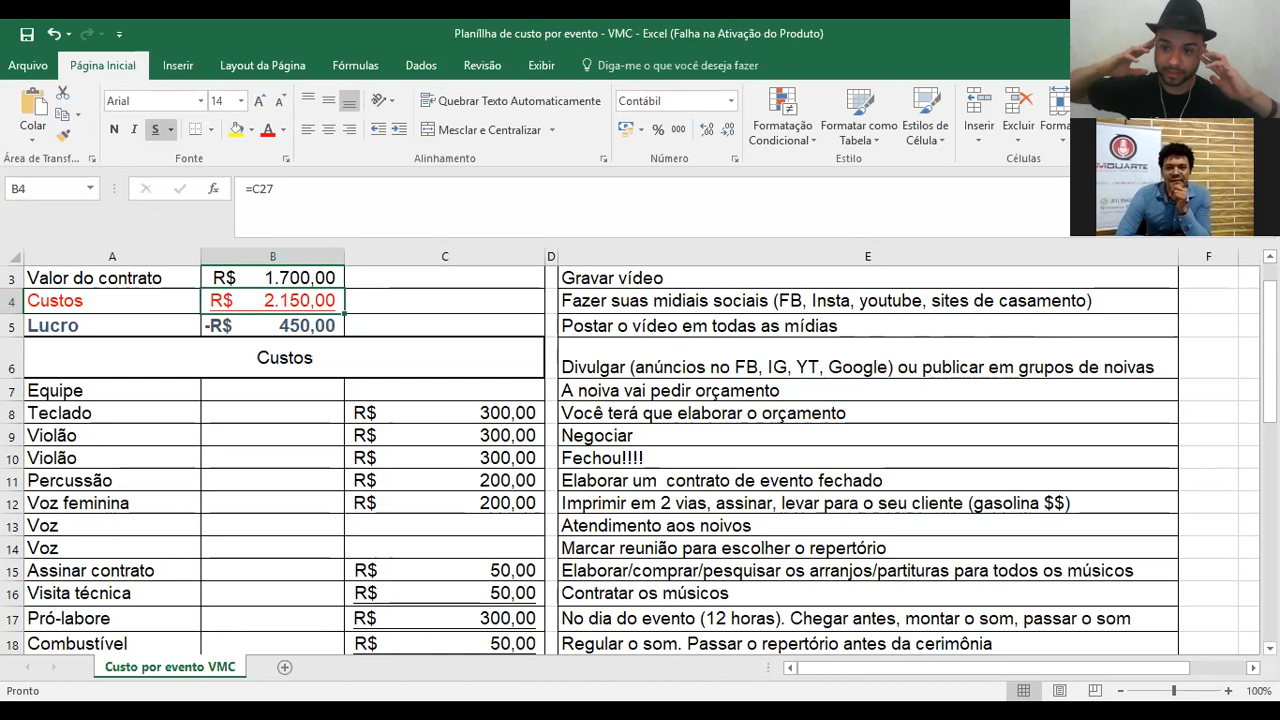 Planíllha de custo por evento - VMC - Excel (Falha na Ativação do Produto)
Arquivo
Página Inicial
Inserir
Layout da Página
Fórmulas
Dados
Revisão
Exibir
Diga-me o que você deseja fazer
Colar
Arial
14
N I S
Quebrar Texto Automaticamente
Mesclar e Centralizar
Contábil
% 000
Formatação Condicional
Formatar como Tabela
Estilos de Célula
Inserir
Excluir
Forma
Área de Transf...
Fonte
Alinhamento
Número
Estilo
Células
MDUARTE
B4
fx
=C27
A B C D E F
3 Valor do contrato R$ 1.700,00 Gravar vídeo
4 Custos R$ 2.150,00 Fazer suas midiais sociais (FB, Insta, youtube, sites de casamento)
5 Lucro -R$ 450,00 Postar o vídeo em todas as mídias
6 Custos Divulgar (anúncios no FB, IG, YT, Google) ou publicar em grupos de noivas
7 Equipe A noiva vai pedir orçamento
8 Teclado R$ 300,00 Você terá que elaborar o orçamento
9 Violão R$ 300,00 Negociar
10 Violão R$ 300,00 Fechou!!!!
11 Percussão R$ 200,00 Elaborar um  contrato de evento fechado
12 Voz feminina R$ 200,00 Imprimir em 2 vias, assinar, levar para o seu cliente (gasolina $$)
13 Voz Atendimento aos noivos
14 Voz Marcar reunião para escolher o repertório
15 Assinar contrato R$ 50,00 Elaborar/comprar/pesquisar os arranjos/partituras para todos os músicos
16 Visita técnica R$ 50,00 Contratar os músicos
17 Pró-labore R$ 300,00 No dia do evento (12 horas). Chegar antes, montar o som, passar o som
18 Combustível R$ 50,00 Regular o som. Passar o repertório antes da cerimônia
Custo por evento VMC
Pronto
100%